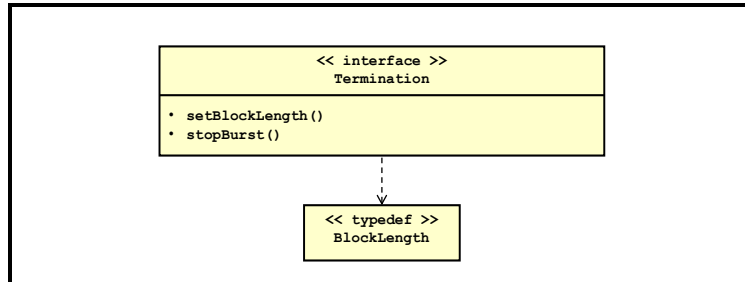 << interface >>
Termination
• setBlockLength()
• stopBurst()
<< typedef >>
BlockLength